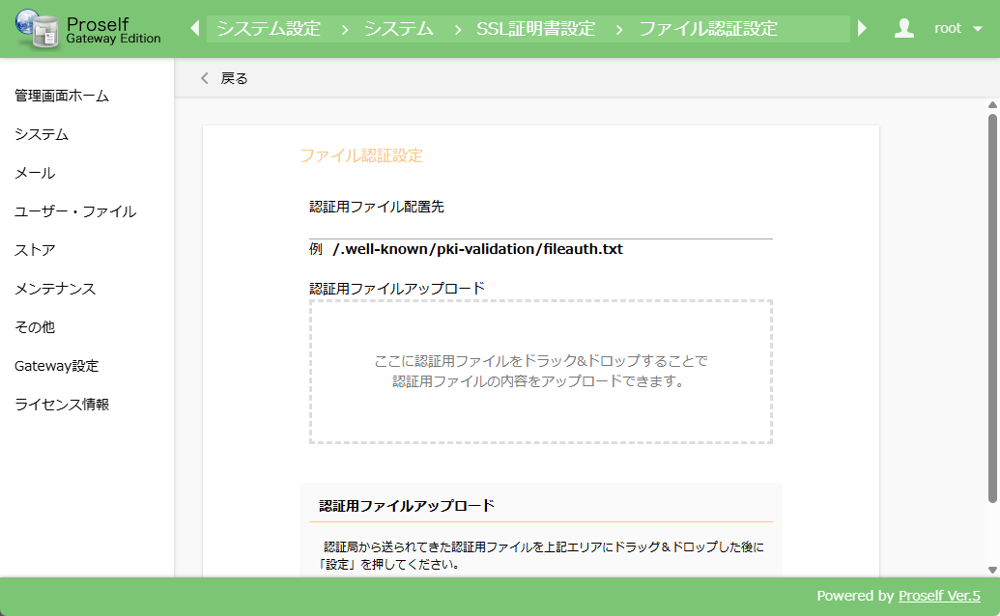 Proself
Gateway Edition
システム設定 › システム › SSL証明書設定 › ファイル認証設定
root
戻る
管理画面ホーム
システム
メール
ユーザー・ファイル
ストア
メンテナンス
その他
Gateway設定
ライセンス情報
ファイル認証設定
認証用ファイル配置先
例 /.well-known/pki-validation/fileauth.txt
認証用ファイルアップロード
ここに認証用ファイルをドラック&ドロップすることで
認証用ファイルの内容をアップロードできます。
認証用ファイルアップロード
認証局から送られてきた認証用ファイルを上記エリアにドラッグ＆ドロップした後に
「設定」を押してください。
Powered by Proself Ver.5